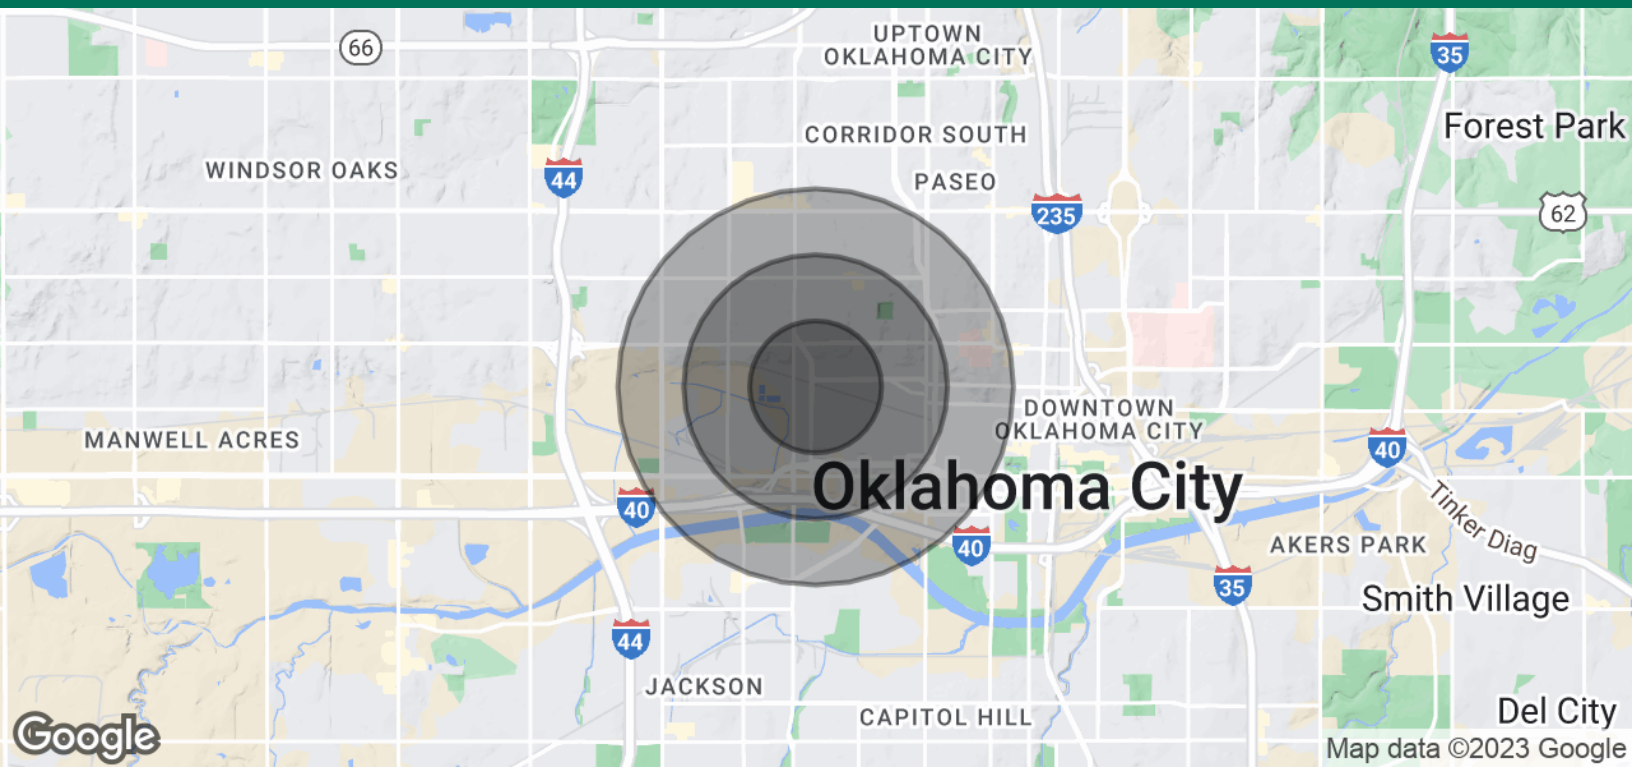 66
UPTOWN
OKLAHOMA CITY
35
Forest Park
CORRIDOR SOUTH
WINDSOR OAKS
44
PASEO
235
62
DOWNTOWN
OKLAHOMA CITY
MANWELL ACRES
40
Oklahoma City
40
Tinker Diag
40
AKERS PARK
35
Smith Village
44
JACKSON
CAPITOL HILL
Del City
Google
Map data ©2023 Google